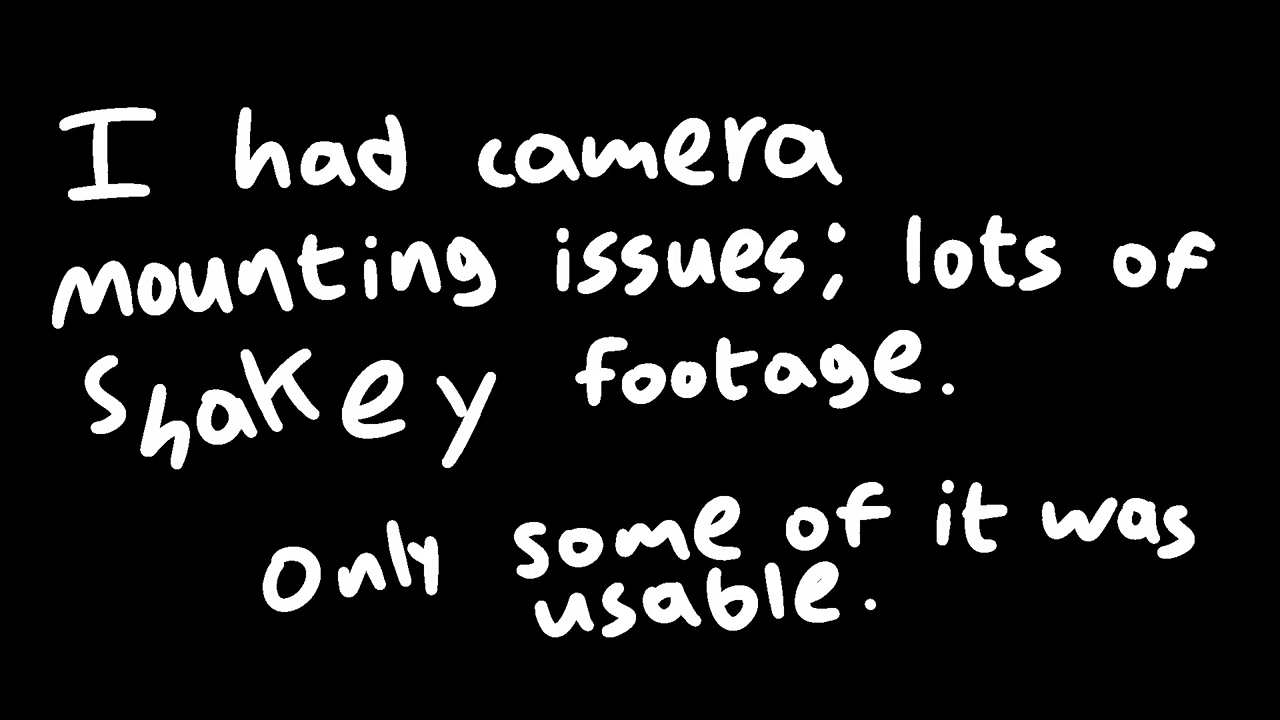 I had camera
mounting issues; lots of
shakey footage.
Only some of it was
usable.